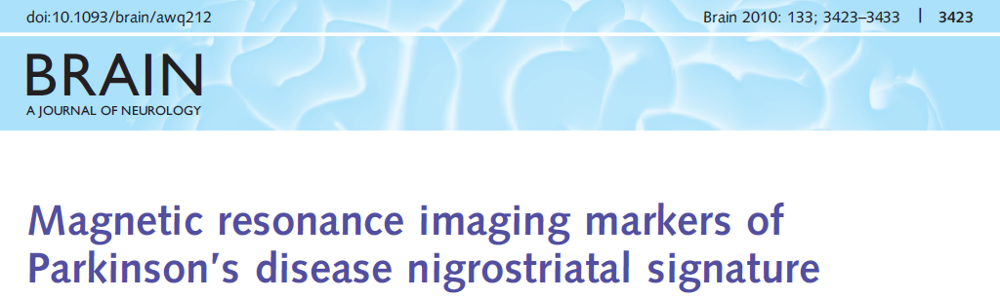 doi:10.1093/brain/awq212
Brain 2010: 133; 3423–3433 | 3423
BRAIN
A JOURNAL OF NEUROLOGY
Magnetic resonance imaging markers of
Parkinson’s disease nigrostriatal signature